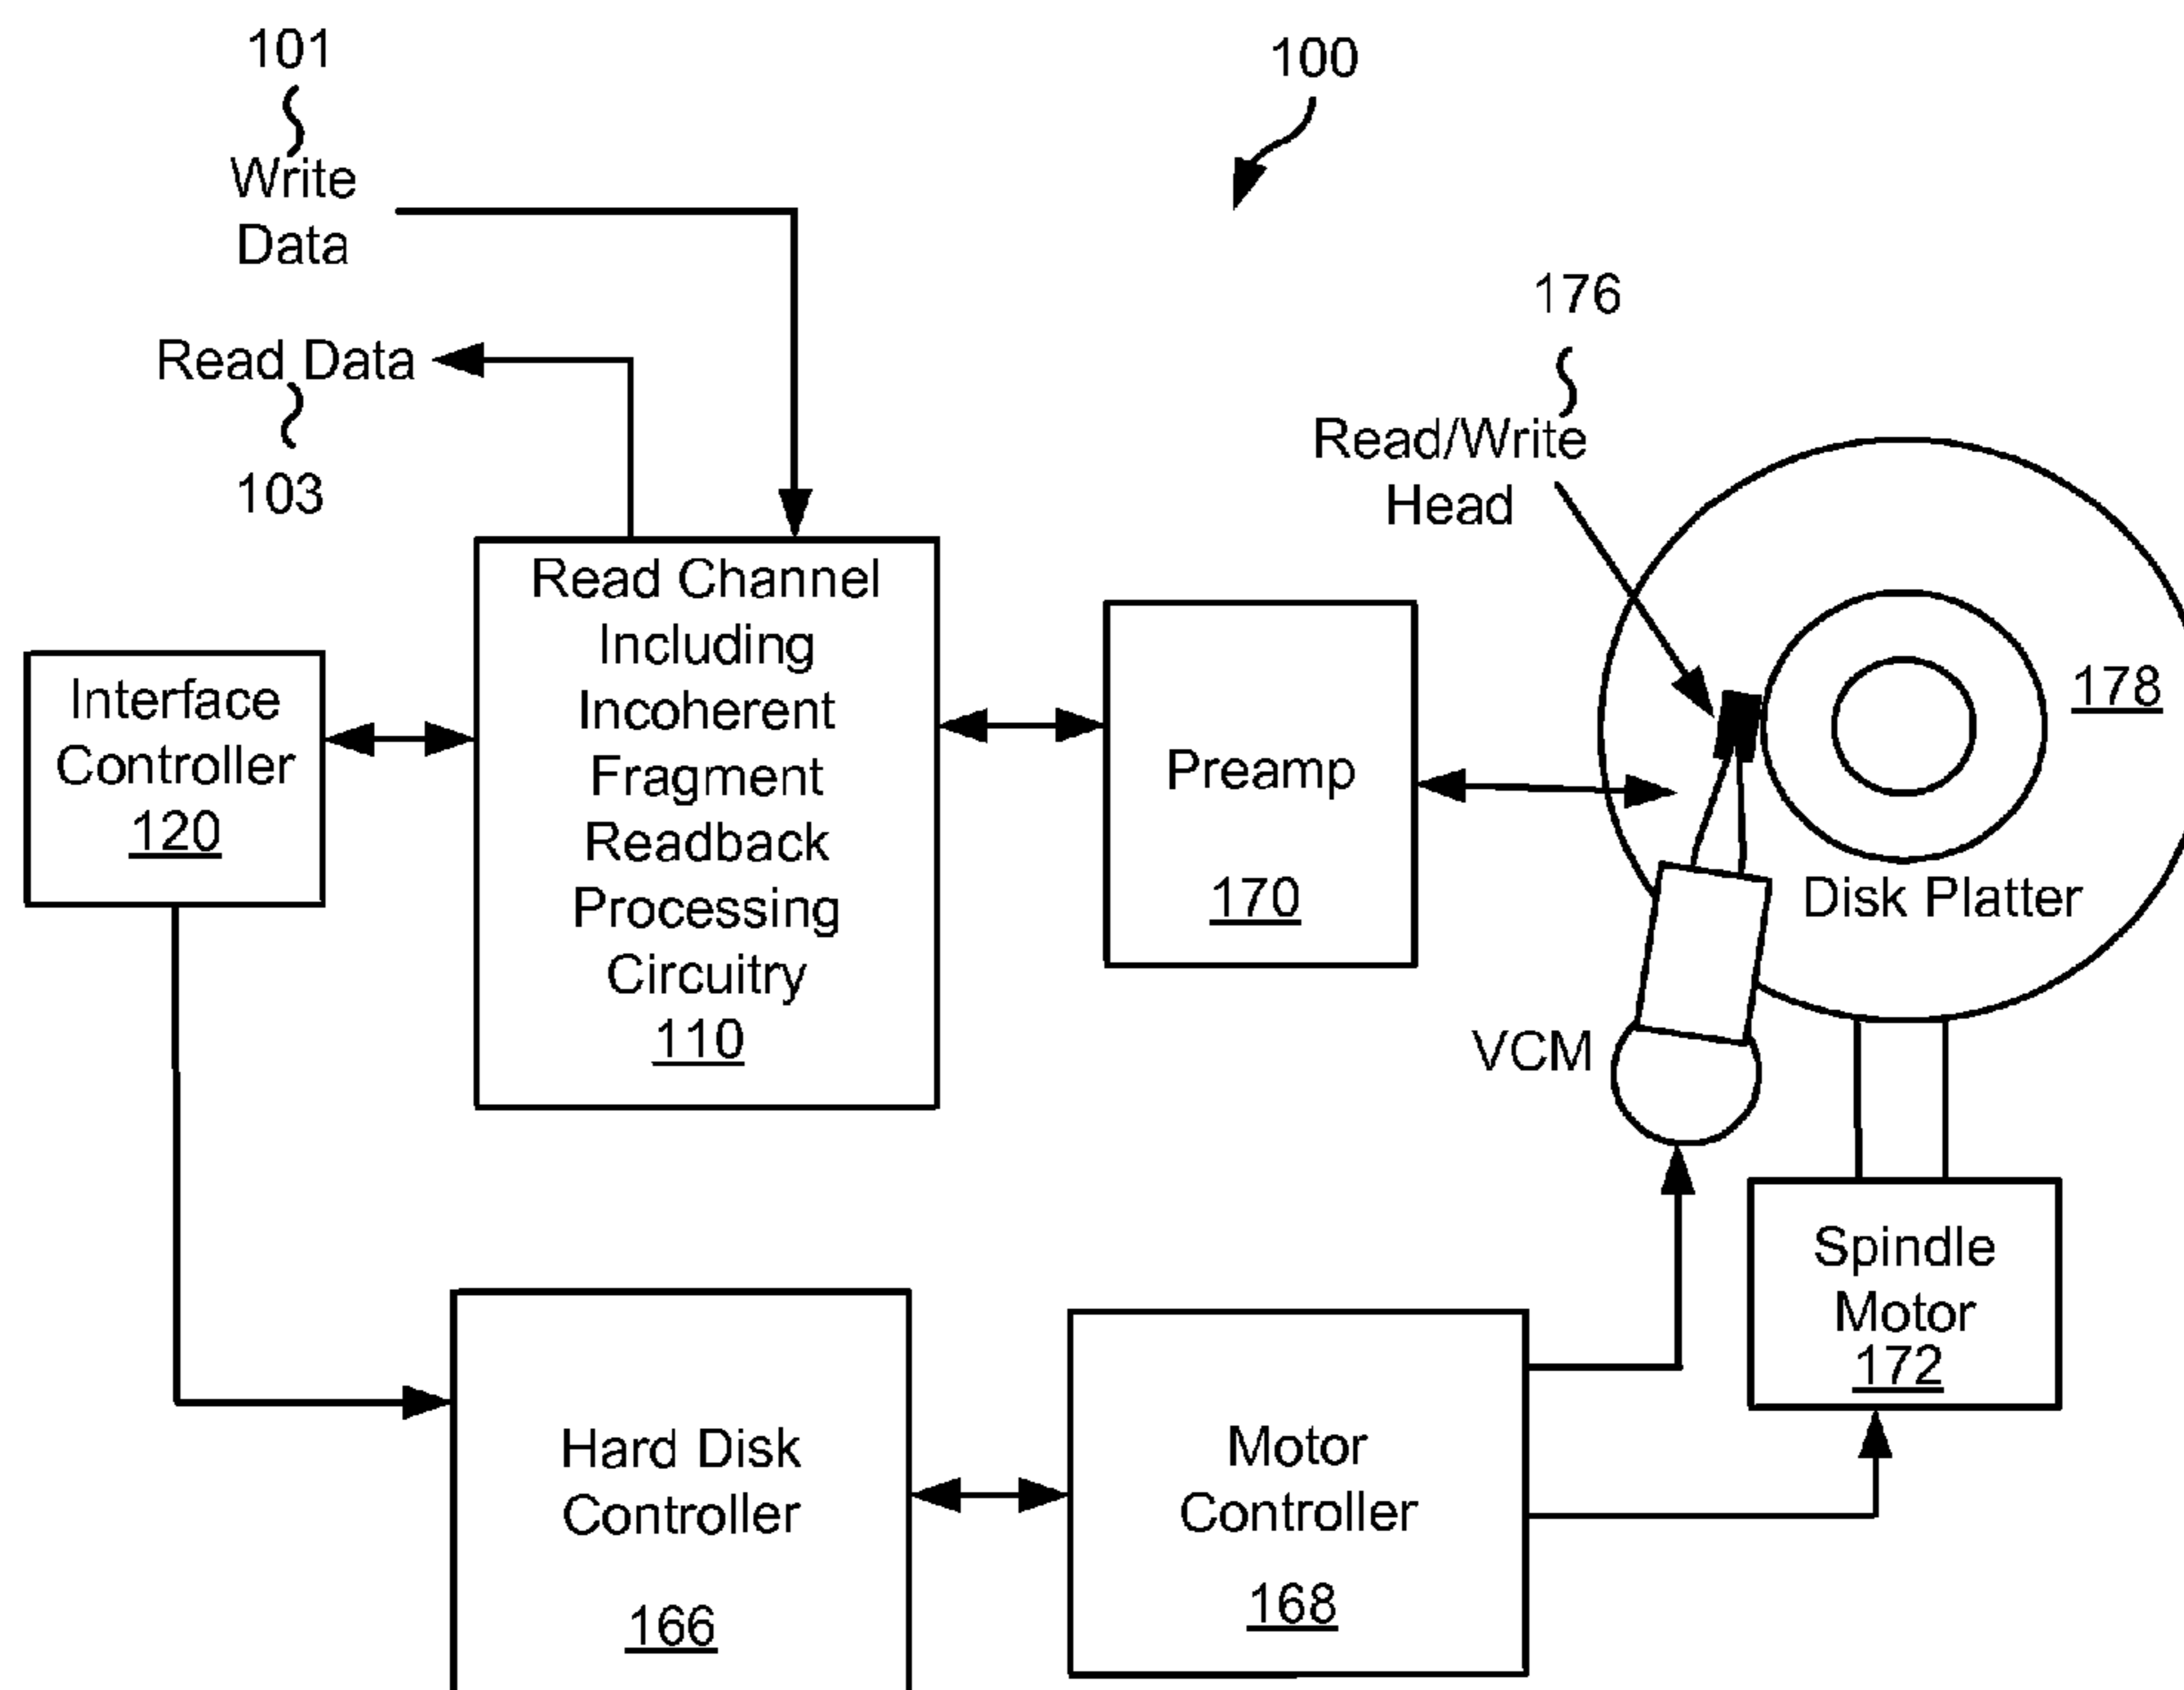 101
Write
Data
100
Read Data
103
176
Read/Write
Head
Read Channel
Including
Incoherent
Fragment
Readback
Processing
Circuitry
110
Interface
Controller
120
Preamp
170
178
Disk Platter
VCM
Spindle
Motor
172
Hard Disk
Controller
166
Motor
Controller
168